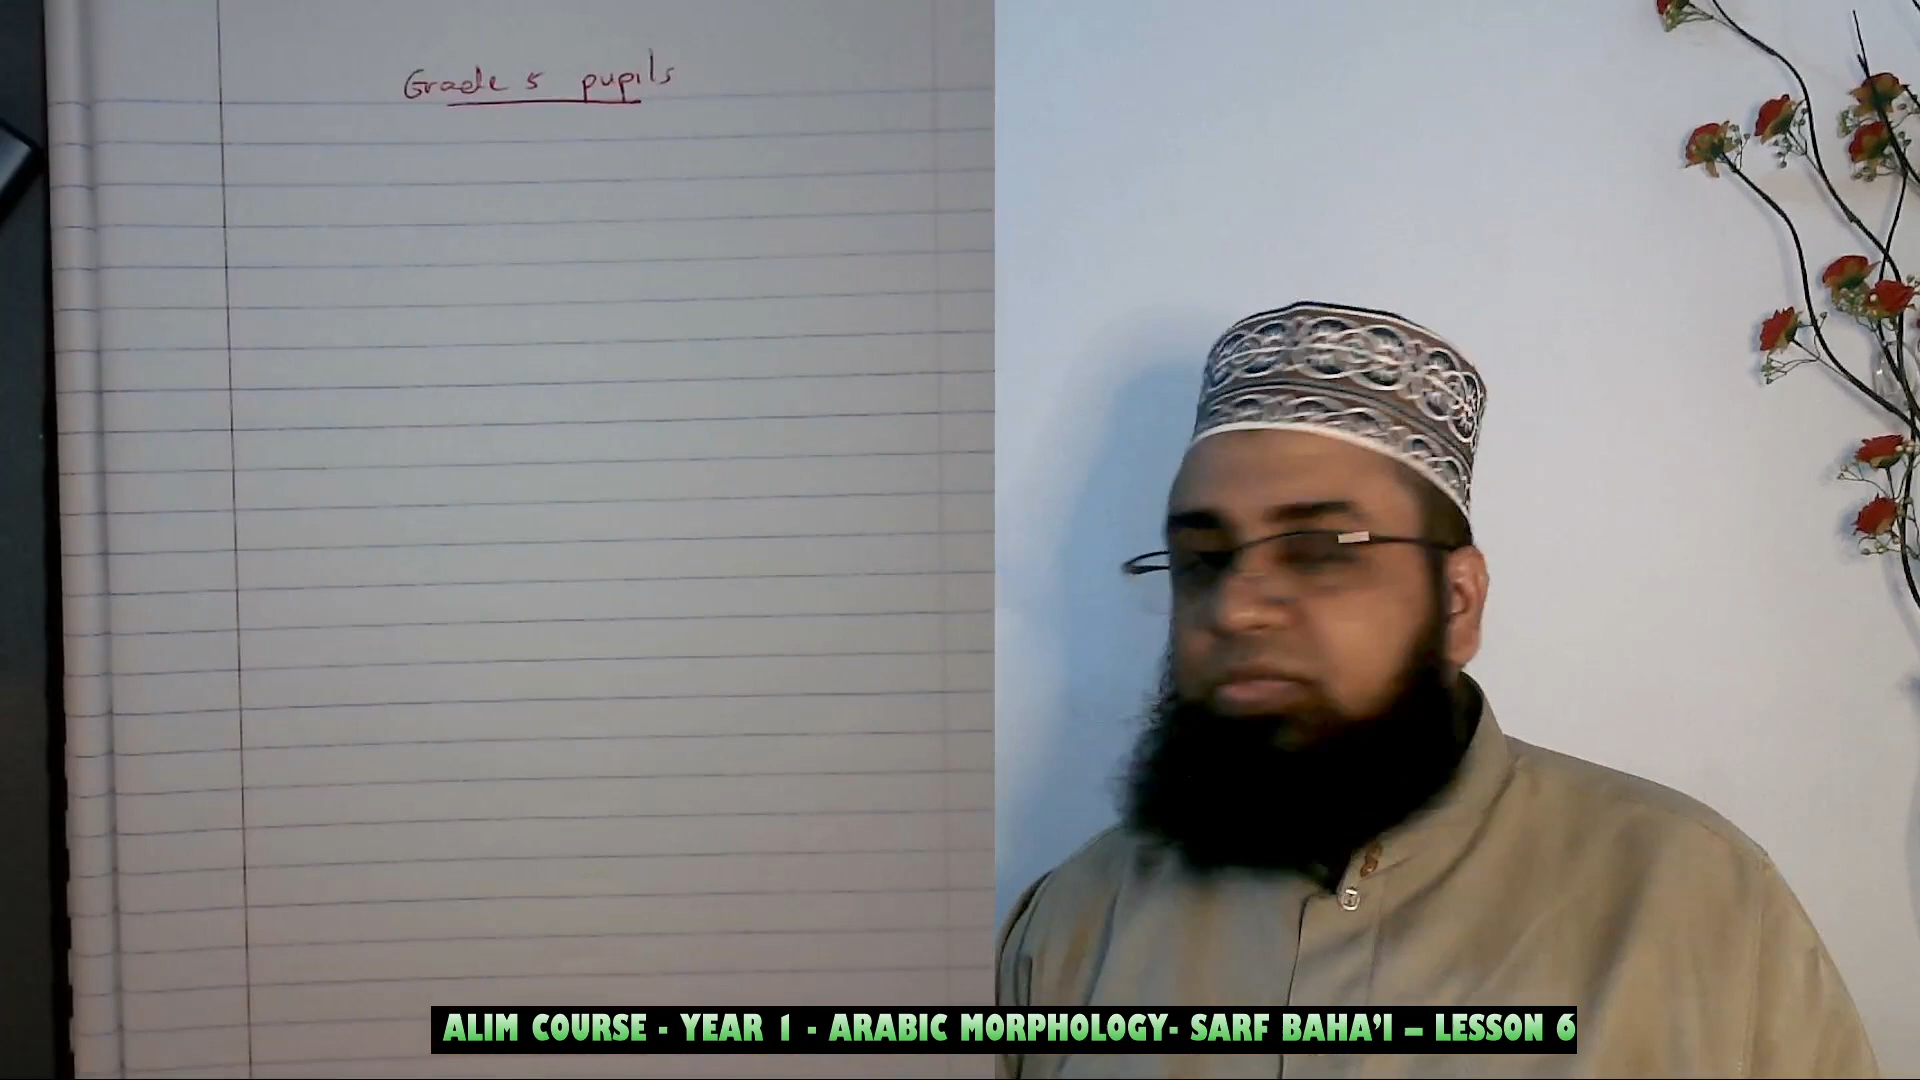 Grade 5 pupils
ALIM COURSE - YEAR 1 - ARABIC MORPHOLOGY- SARF BAHA'I – LESSON 6